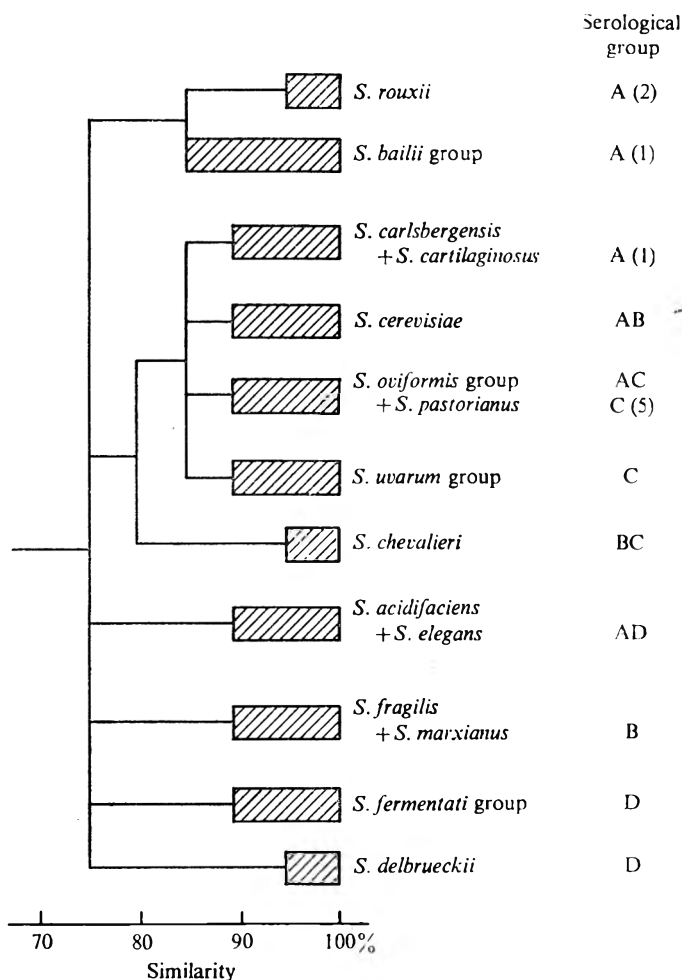 Serological
group
S. rouxii A (2)
S. bailii group A (1)
S. carlsbergensis
+ S. cartilaginosus A (1)
S. cerevisiae AB
S. oviformis group AC
+ S. pastorianus C (5)
S. uvarum group C
S. chevalieri BC
S. acidifaciens
+ S. elegans AD
S. fragilis
+ S. marxianus B
S. fermentati group D
S. delbrueckii D
70 80 90 100%
Similarity